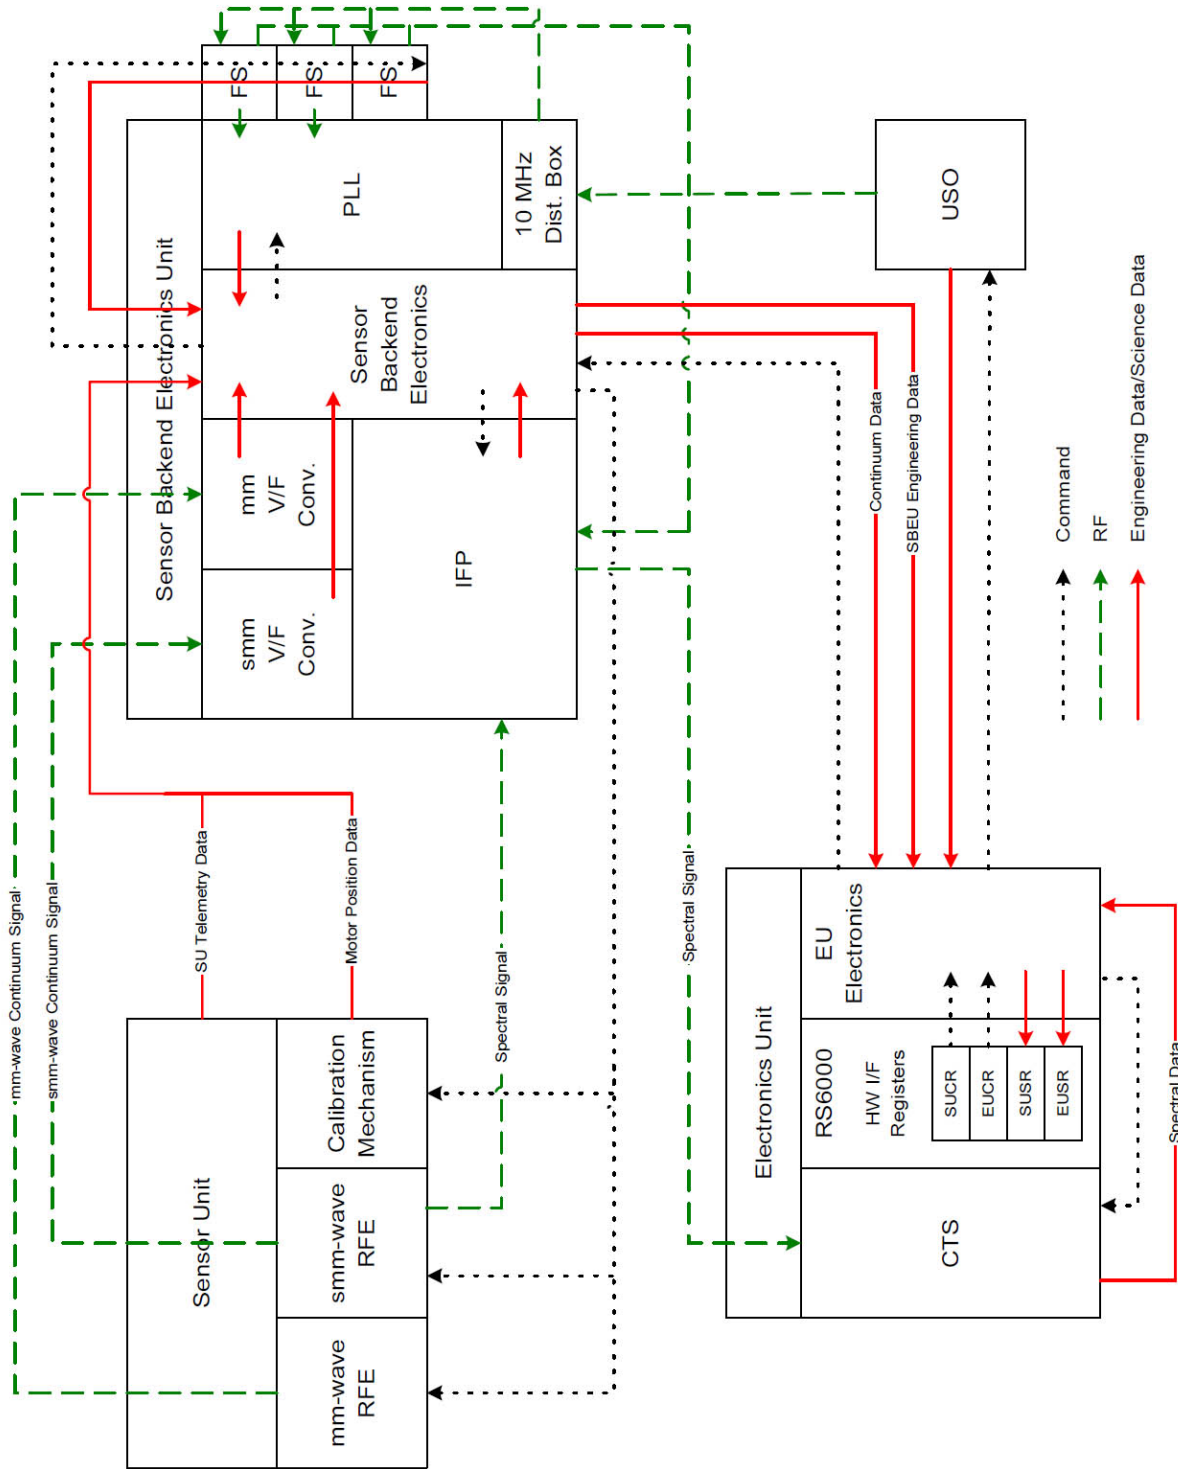 mm-wave Continuum Signal
smm-wave Continuum Signal
SU Telemetry Data
Motor Position Data
Spectral Signal
Sensor Unit
mm-wave
RFE
smm-wave
RFE
Calibration
Mechanism
Sensor Backend Electronics Unit
smm
V/F
Conv.
mm
V/F
Conv.
IFP
Sensor
Backend
Electronics
PLL
10 MHz
Dist. Box
FS
FS
FS
Spectral Signal
Continuum Data
SBEU Engineering Data
USO
Electronics Unit
CTS
RS6000
HW I/F
Registers
SUCR
EUCR
SUSR
EUSR
EU
Electronics
Spectral Data
Command
RF
Engineering Data/Science Data